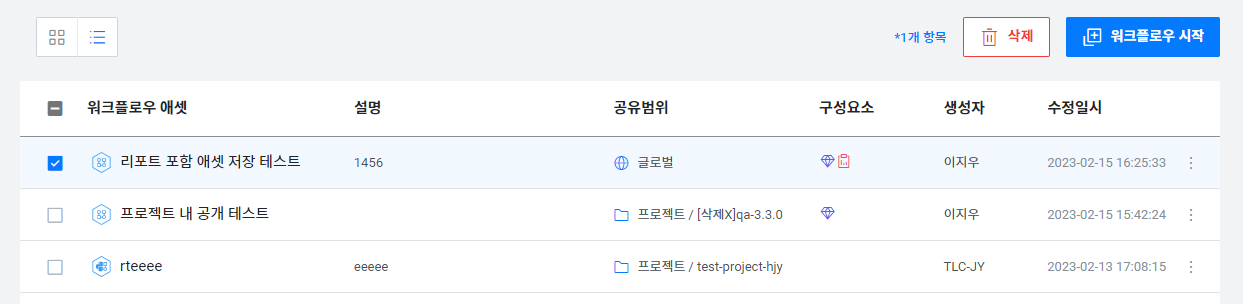 *1개 항목 삭제 워크플로우 시작
워크플로우 애셋 설명 공유범위 구성요소 생성자 수정일시
리포트 포함 애셋 저장 테스트 1456 글로벌 이지우 2023-02-15 16:25:33
프로젝트 내 공개 테스트 프로젝트 / [삭제X]qa-3.3.0 이지우 2023-02-15 15:42:24
rteeee eeeee 프로젝트 / test-project-hjy TLC-JY 2023-02-13 17:08:15